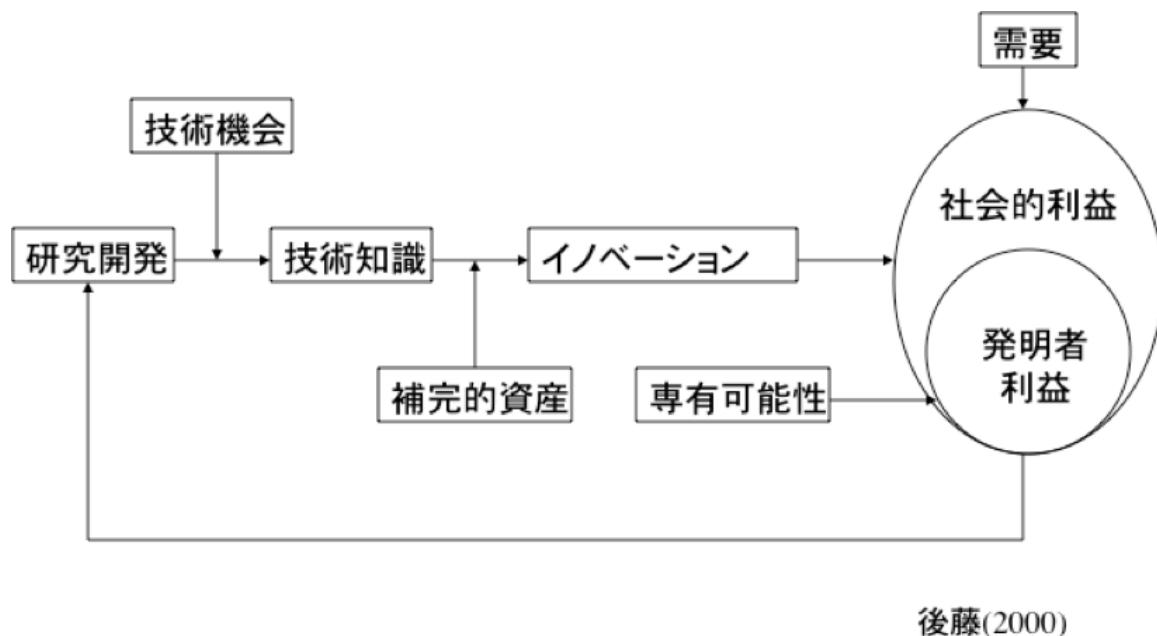 需要
技術機会
社会的利益
研究開発
技術知識
イノベーション
発明者
利益
補完的資産
専有可能性
後藤(2000)